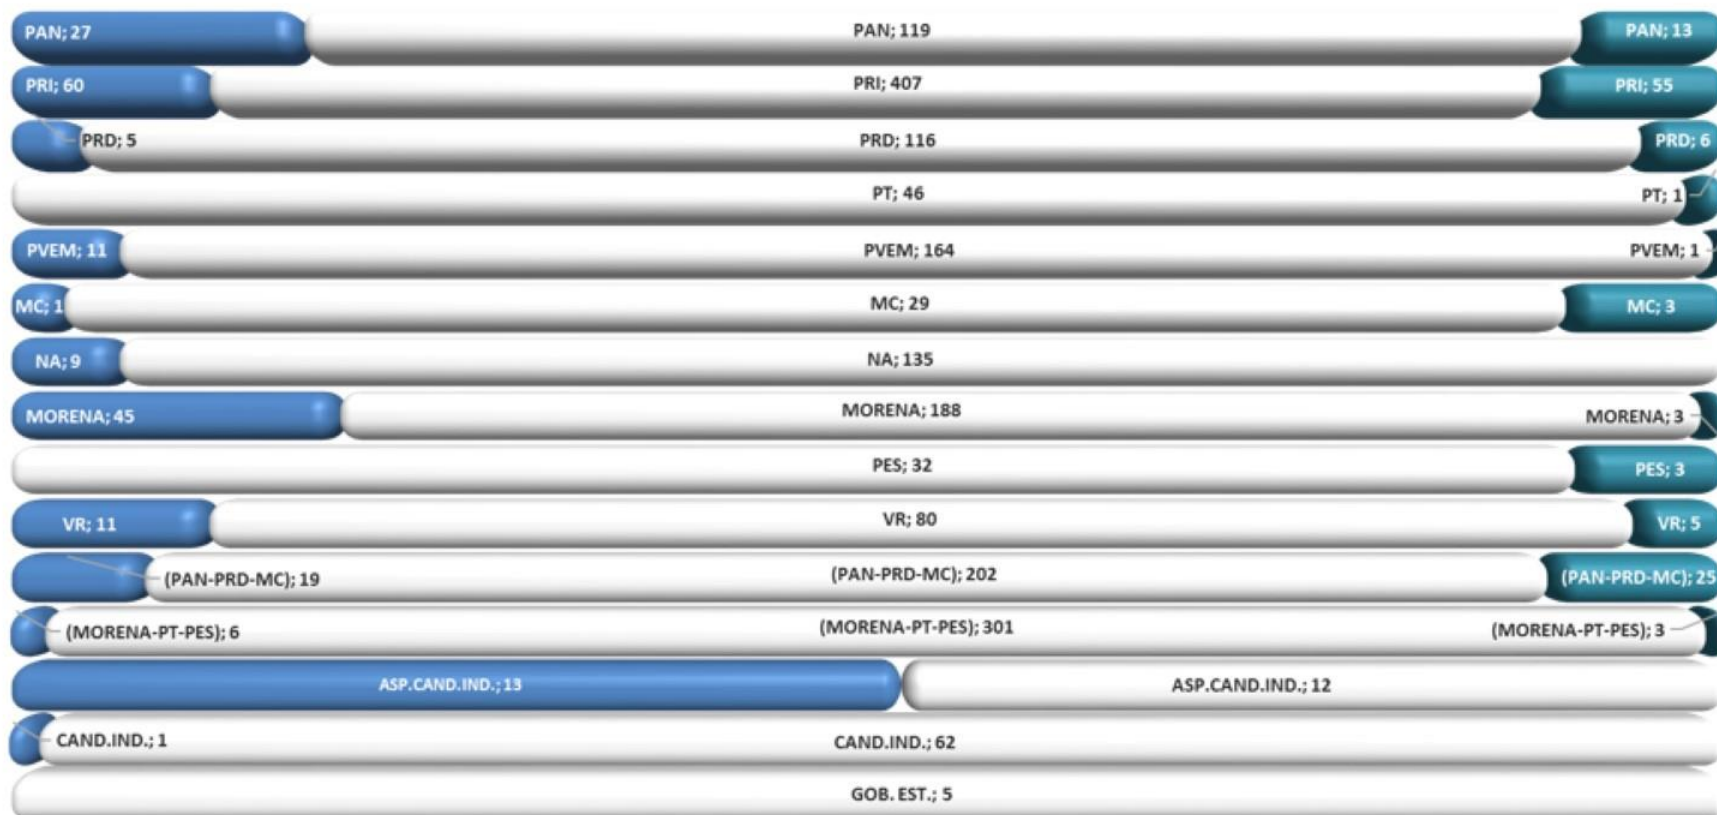 PAN; 27 PAN; 119 PAN; 13
PRI; 60 PRI; 407 PRI; 55
PRD; 5 PRD; 116 PRD; 6
PT; 46 PT; 1
PVEM; 11 PVEM; 164 PVEM; 1
MC; 1 MC; 29 MC; 3
NA; 9 NA; 135
MORENA; 45 MORENA; 188 MORENA; 3
PES; 32 PES; 3
VR; 11 VR; 80 VR; 5
(PAN-PRD-MC); 19 (PAN-PRD-MC); 202 (PAN-PRD-MC); 25
(MORENA-PT-PES); 6 (MORENA-PT-PES); 301 (MORENA-PT-PES); 3
ASP.CAND.IND.; 13 ASP.CAND.IND.; 12
CAND.IND.; 1 CAND.IND.; 62
GOB. EST.; 5